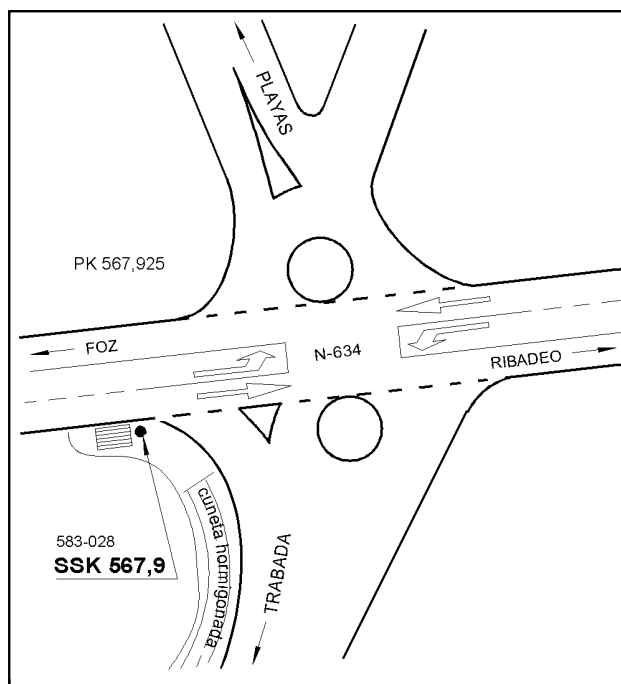 PLAYAS
PK 567,925
FOZ
N-634
RIBADEO
583-028
SSK 567,9
cuneta hormigonada
TRABADA